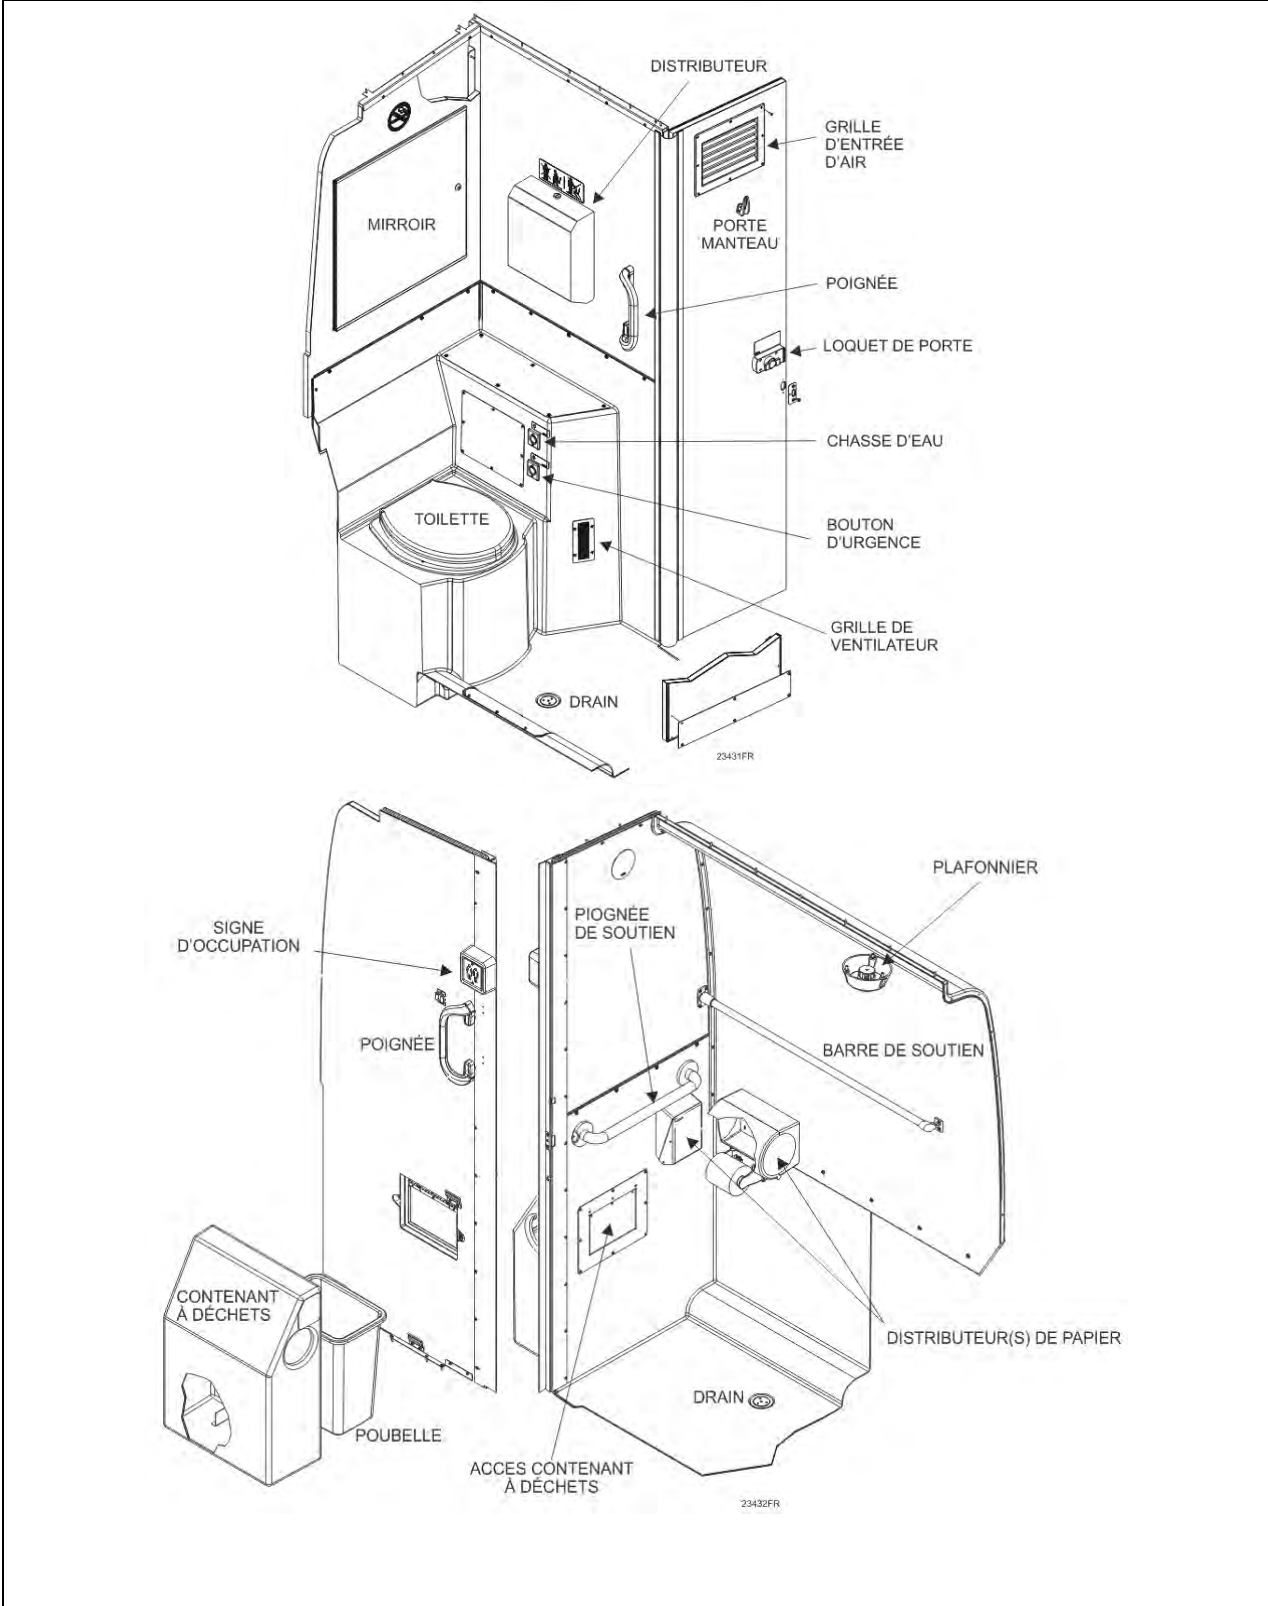 DISTRIBUTEUR
GRILLE
D'ENTRÉE
D'AIR
MIRROIR
PORTE
MANTEAU
POIGNÉE
LOQUET DE PORTE
CHASSE D'EAU
TOILETTE
BOUTON
D'URGENCE
GRILLE DE
VENTILATEUR
DRAIN
23431FR
PLAFONNIER
SIGNE
D'OCCUPATION
PIOGNÉE
DE SOUTIEN
POIGNÉE
BARRE DE SOUTIEN
CONTENANT
À DÉCHETS
DISTRIBUTEUR(S) DE PAPIER
DRAIN
POUBELLE
ACCES CONTENANT
À DÉCHETS
23432FR